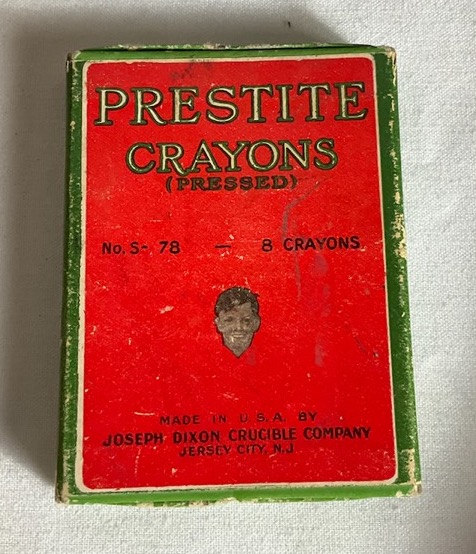 PRESTITE
CRAYONS
(PRESSED)
No. S- 78 — 8 CRAYONS
MADE IN U.S.A. BY
JOSEPH DIXON CRUCIBLE COMPANY
JERSEY CITY, N.J.